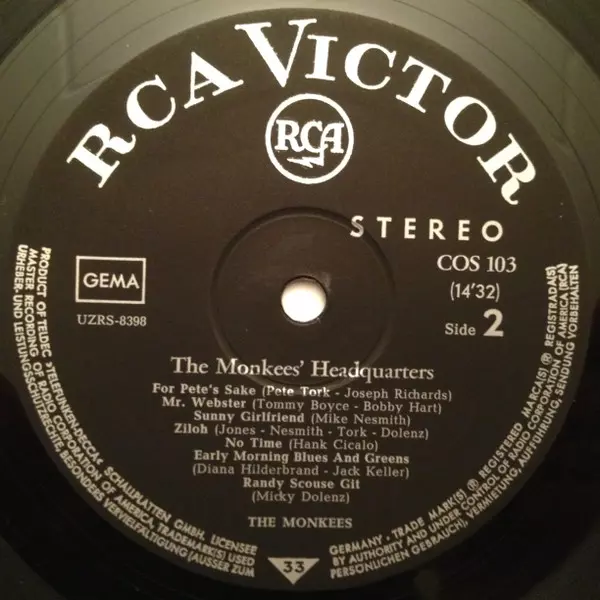 RCA VICTOR
RCA
STEREO
GEMA
COS 103
(14'32)
UZRS-8398
Side 2
The Monkees' Headquarters
For Pete's Sake (Pete Tork - Joseph Richards)
Mr. Webster (Tommy Boyce - Bobby Hart)
Sunny Girlfriend (Mike Nesmith)
Ziloh (Jones - Nesmith - Tork - Dolenz)
No Time (Hank Cicalo)
Early Morning Blues And Greens
(Diana Hilderbrand - Jack Keller)
Randy Scouse Git
(Micky Dolenz)
THE MONKEES
33
PRODUCT OF TELDEC »TELEFUNKEN-DECCA« SCHALLPLATTEN GMBH. LICENSEE
MASTER RECORDING OF RADIO CORPORATION OF AMERICA, TRADEMARK(S) USED
URHEBER- UND LEISTUNGSSCHUTZRECHTE, BESONDERS VERVIELFÄLTIGUNG (AUSSER ZUM
GERMANY - TRADE MARK(S) ® REGISTERED MARCA(S) ® REGISTRADA(S)
BY AUTHORITY AND UNDER CONTROL OF RADIO CORPORATION OF AMERICA (RCA)
PERSÖNLICHEN GEBRAUCH), VERMIETUNG, AUFFÜHRUNG, SENDUNG VORBEHALTEN